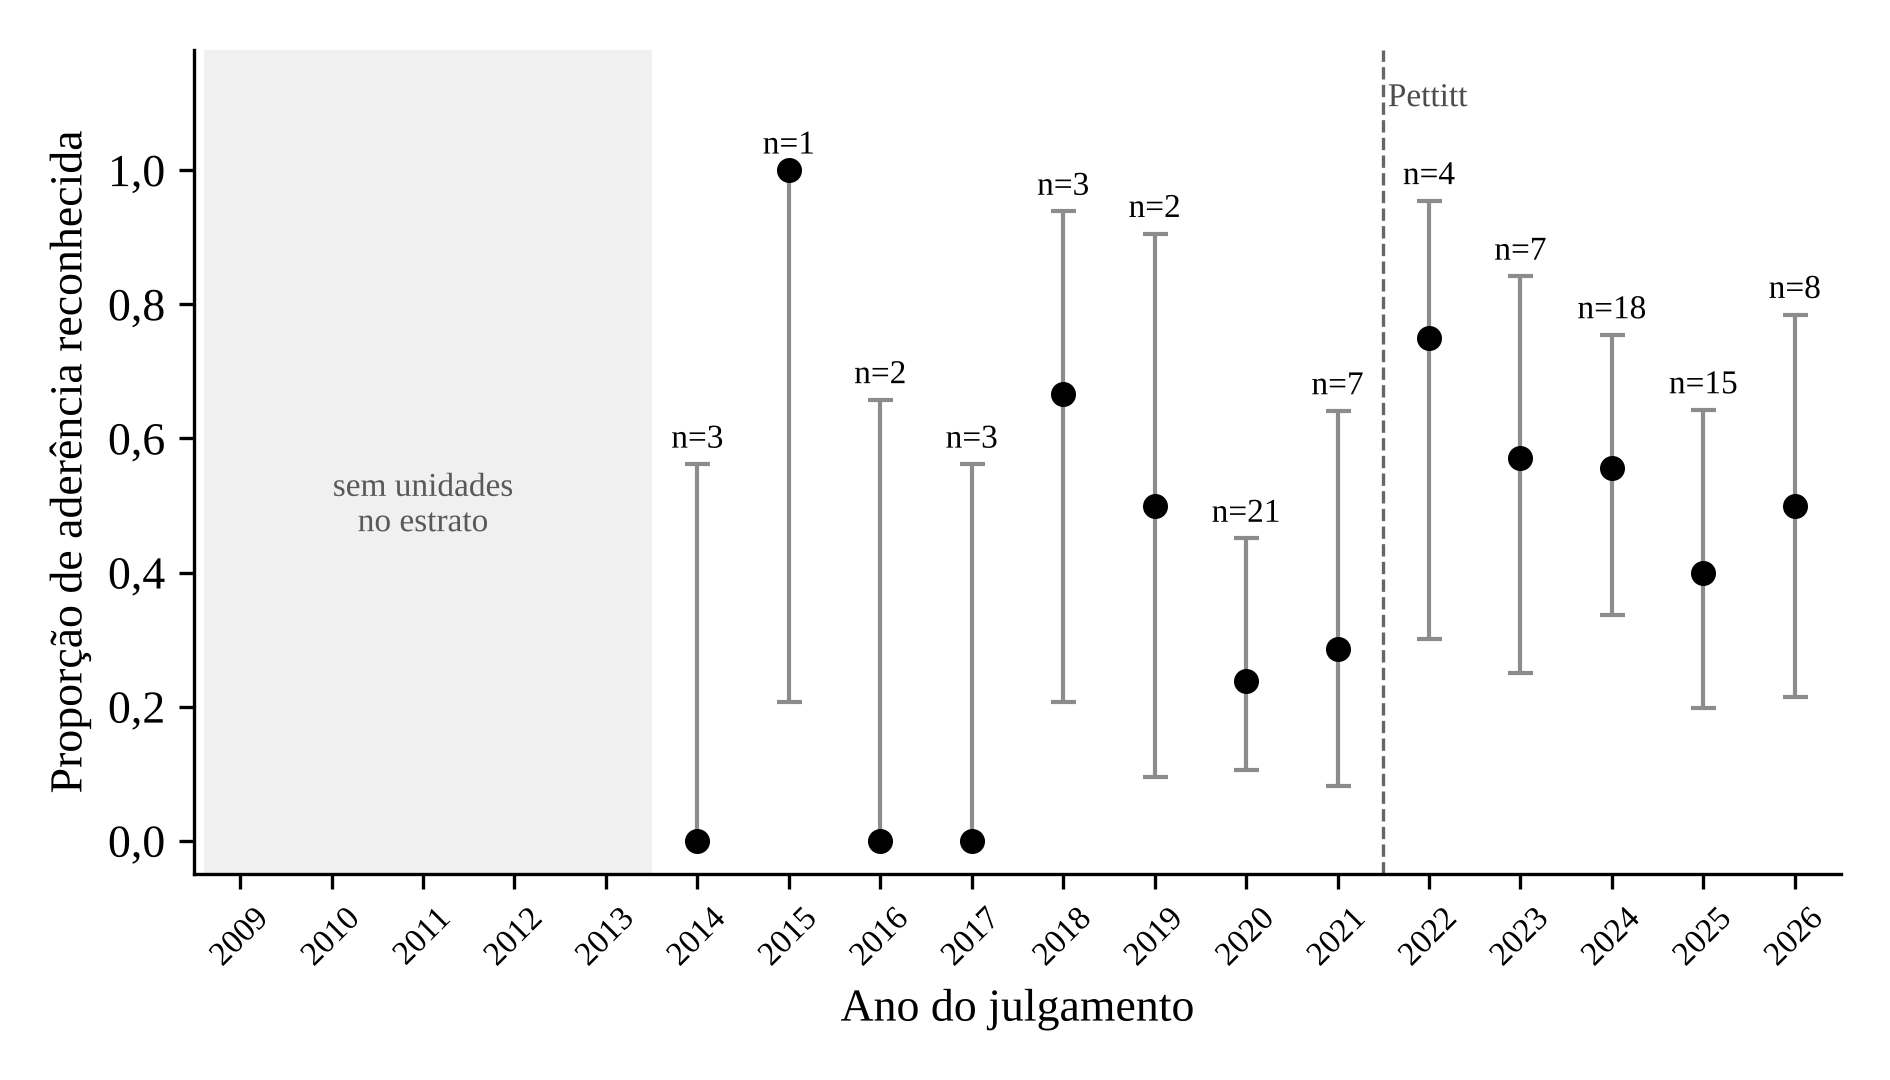 Pettitt
n=1
n=4
n=3
n=2
n=7
n=8
n=18
n=2
n=7
n=15
n=3
n=3
n=21
sem unidades
no estrato
Proporção de aderência reconhecida
1,0
0,8
0,6
0,4
0,2
0,0
2009
2010
2011
2012
2013
2014
2015
2016
2017
2018
2019
2020
2021
2022
2023
2024
2025
2026
Ano do julgamento